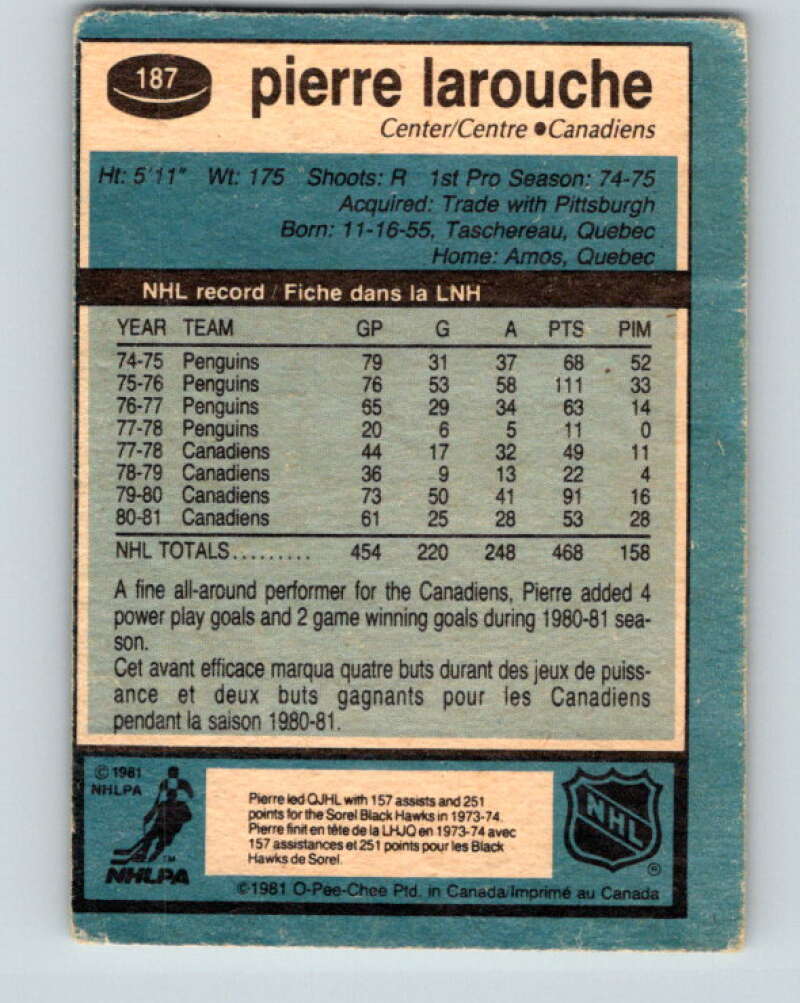 187 pierre larouche
Center/Centre ●Canadiens
Ht: 5'11" Wt: 175 Shoots: R 1st Pro Season: 74-75
Acquired: Trade with Pittsburgh
Born: 11-16-55, Taschereau, Quebec
Home: Amos, Quebec
NHL record / Fiche dans la LNH
YEAR TEAM GP G A PTS PIM
74-75 Penguins 79 31 37 68 52
75-76 Penguins 76 53 58 111 33
76-77 Penguins 65 29 34 63 14
77-78 Penguins 20 6 5 11 0
77-78 Canadiens 44 17 32 49 11
78-79 Canadiens 36 9 13 22 4
79-80 Canadiens 73 50 41 91 16
80-81 Canadiens 61 25 28 53 28
NHL TOTALS......... 454 220 248 468 158
A fine all-around performer for the Canadiens, Pierre added 4
power play goals and 2 game winning goals during 1980-81 sea-
son.
Cet avant efficace marqua quatre buts durant des jeux de puiss-
ance et deux buts gagnants pour les Canadiens
pendant la saison 1980-81.
© 1981
NHLPA
TM
NHLPA
Pierre led QJHL with 157 assists and 251
points for the Sorel Black Hawks in 1973-74.
Pierre finit en tête de la LHJQ en 1973-74 avec
157 assistances et 251 points pour les Black
Hawks de Sorel.
NHL
®
©1981 O-Pee-Chee Ptd. in Canada/Imprimé au Canada